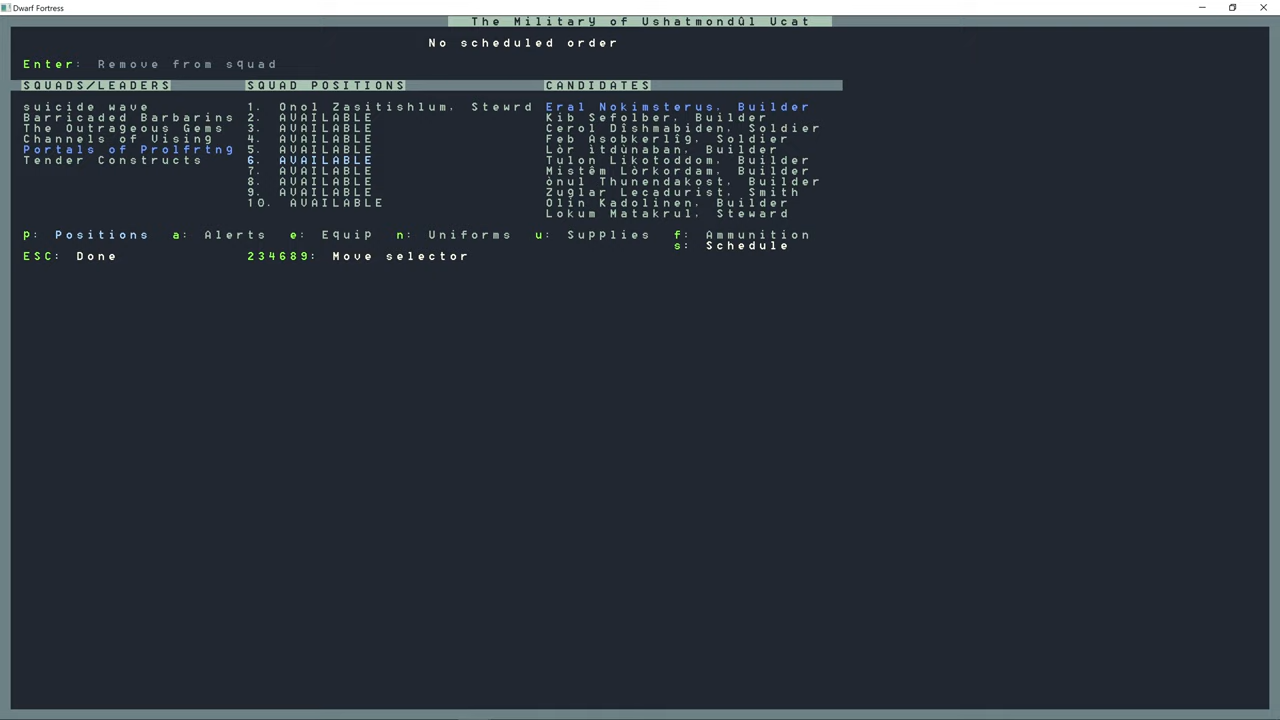 Dwarf Fortress
The Military of Ushatmondûl Ucat
No scheduled order
Enter: Remove from squad
SQUADS/LEADERS SQUAD POSITIONS CANDIDATES
suicide wave 1. Onol Zasitishlum, Stewrd Eral Nokimsterus, Builder
Barricaded Barbarins 2. AVAILABLE Kib Sefolber, Builder
The Outrageous Gems 3. AVAILABLE Cerol Dîshmabiden, Soldier
Channels of Vising 4. AVAILABLE Feb Asobkerlîg, Soldier
Portals of Prolfrtng 5. AVAILABLE Lòr ìtdùnaban, Builder
Tender Constructs 6. AVAILABLE Tulon Likotoddom, Builder
7. AVAILABLE Mistêm Lòrkordam, Builder
8. AVAILABLE ònul Thunendakost, Builder
9. AVAILABLE Zuglar Lecadurist, Smith
10. AVAILABLE Olin Kadolinen, Builder
Lokum Matakrul, Steward
p: Positions a: Alerts e: Equip n: Uniforms u: Supplies f: Ammunition
s: Schedule
ESC: Done 234689: Move selector